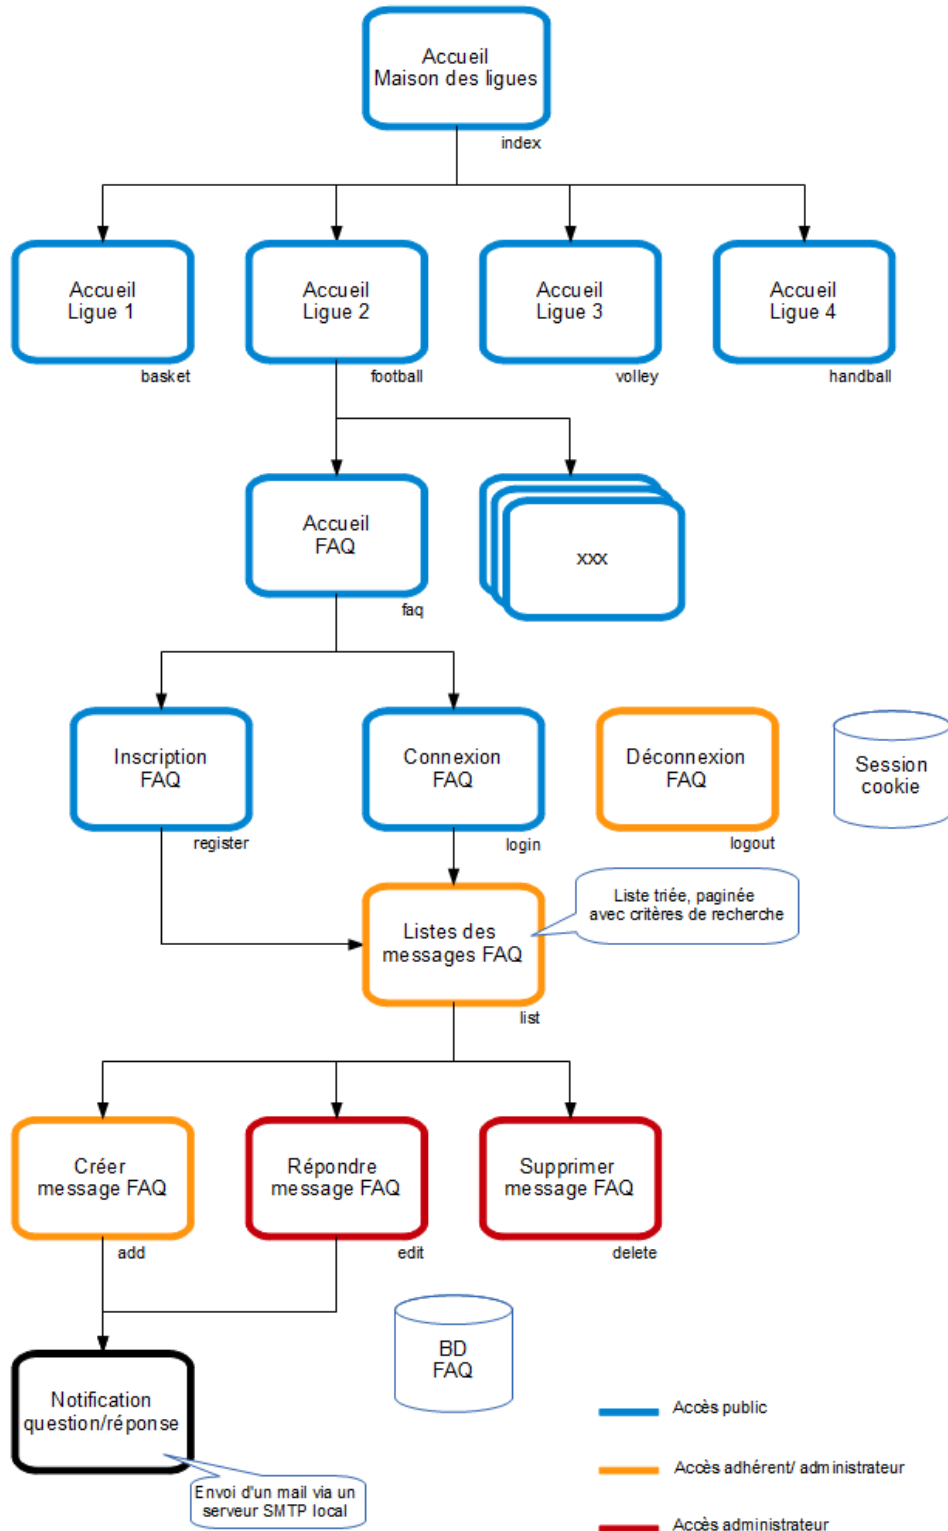 Accueil
Maison des ligues
index
Accueil
Ligue 1
basket
Accueil
Ligue 2
football
Accueil
Ligue 3
volley
Accueil
Ligue 4
handball
Accueil
FAQ
faq
xxx
Inscription
FAQ
register
Connexion
FAQ
login
Déconnexion
FAQ
logout
Session
cookie
Listes des
messages FAQ
list
Liste triée, paginée
avec critères de recherche
Créer
message FAQ
add
Répondre
message FAQ
edit
Supprimer
message FAQ
delete
BD
FAQ
Notification
question/réponse
Envoi d'un mail via un
serveur SMTP local
Accès public
Accès adhérent/ administrateur
Accès administrateur